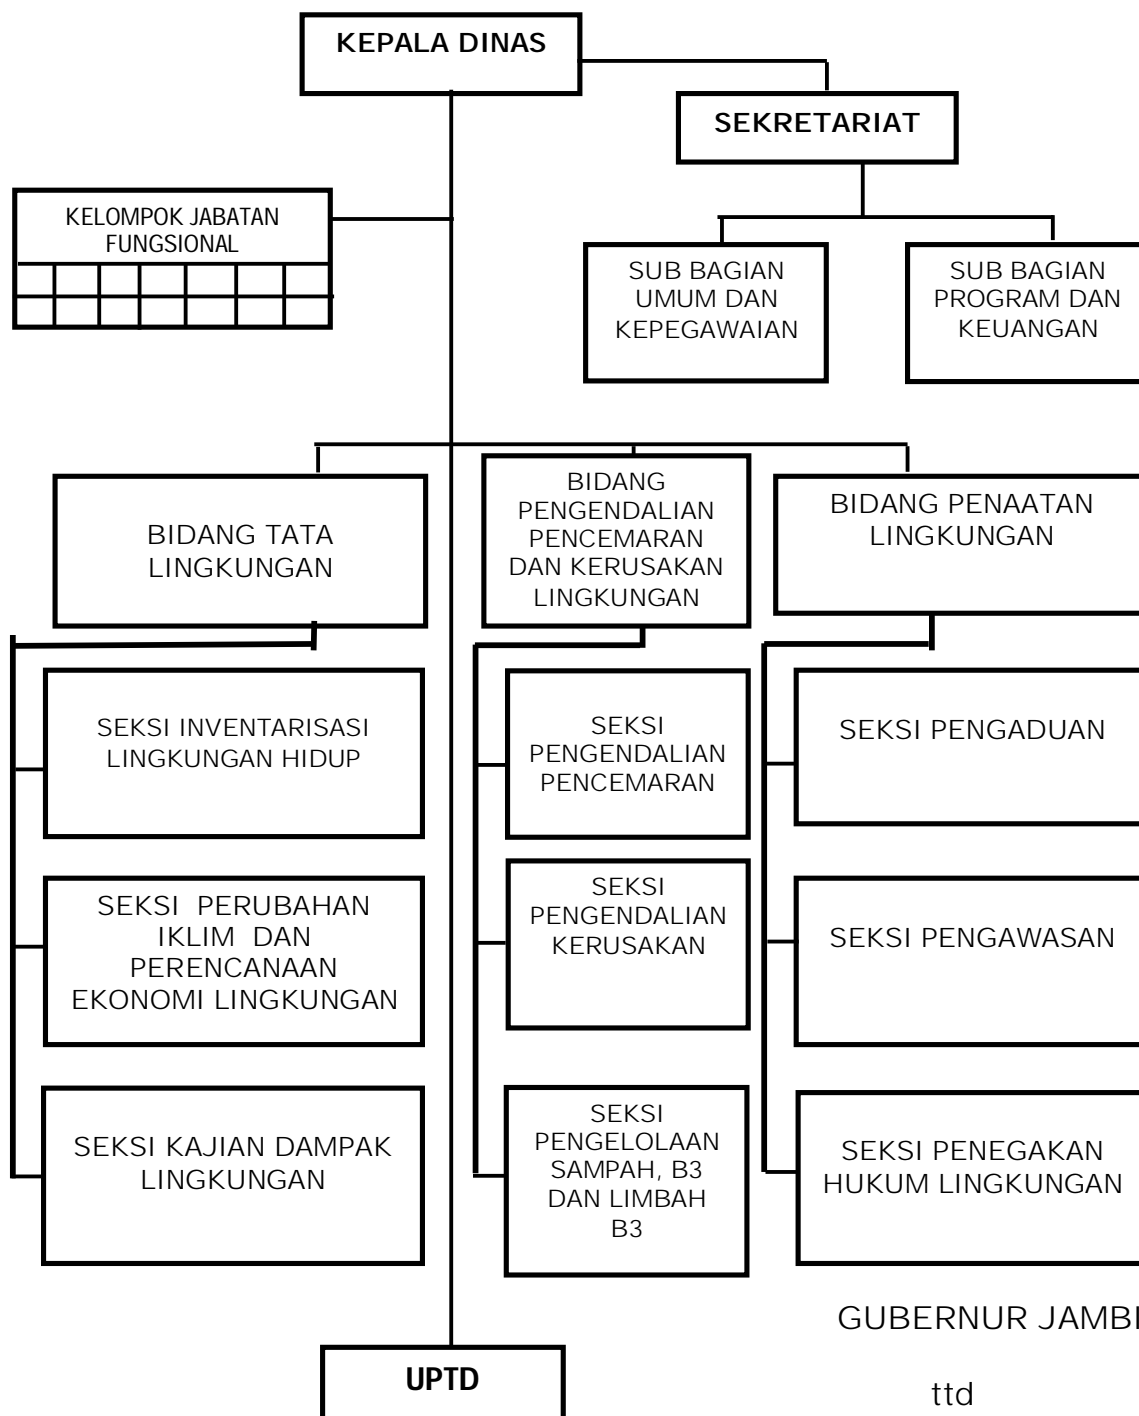 KEPALA DINAS
SEKRETARIAT
KELOMPOK JABATAN
FUNGSIONAL
SUB BAGIAN
UMUM DAN
KEPEGAWAIAN
SUB BAGIAN
PROGRAM DAN
KEUANGAN
BIDANG TATA
LINGKUNGAN
BIDANG
PENGENDALIAN
PENCEMARAN
DAN KERUSAKAN
LINGKUNGAN
BIDANG PENAATAN
LINGKUNGAN
SEKSI INVENTARISASI
LINGKUNGAN HIDUP
SEKSI PERUBAHAN
IKLIM DAN
PERENCANAAN
EKONOMI LINGKUNGAN
SEKSI KAJIAN DAMPAK
LINGKUNGAN
SEKSI
PENGENDALIAN
PENCEMARAN
SEKSI
PENGENDALIAN
KERUSAKAN
SEKSI
PENGELOLAAN
SAMPAH, B3
DAN LIMBAH
B3
SEKSI PENGADUAN
SEKSI PENGAWASAN
SEKSI PENEGAKAN
HUKUM LINGKUNGAN
UPTD
GUBERNUR JAMBI
ttd